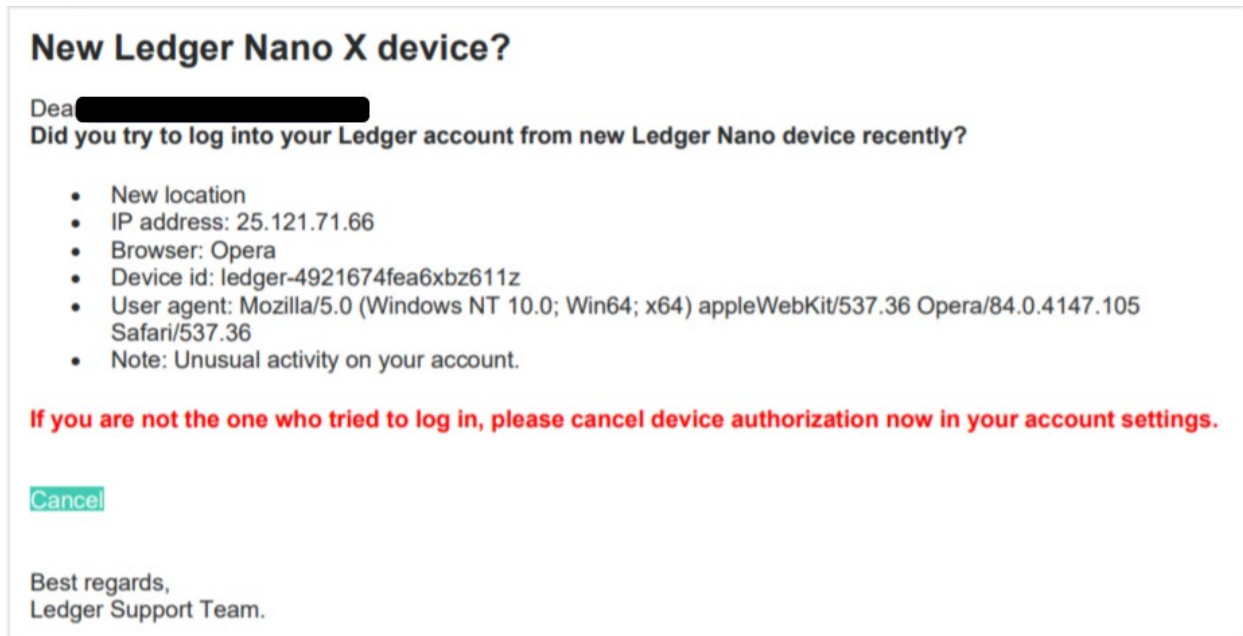 New Ledger Nano X device?
Dea
Did you try to log into your Ledger account from new Ledger Nano device recently?
• New location
• IP address: 25.121.71.66
• Browser: Opera
• Device id: ledger-4921674fea6xbz611z
• User agent: Mozilla/5.0 (Windows NT 10.0; Win64; x64) appleWebKit/537.36 Opera/84.0.4147.105
Safari/537.36
• Note: Unusual activity on your account.
If you are not the one who tried to log in, please cancel device authorization now in your account settings.
Cancel
Best regards,
Ledger Support Team.